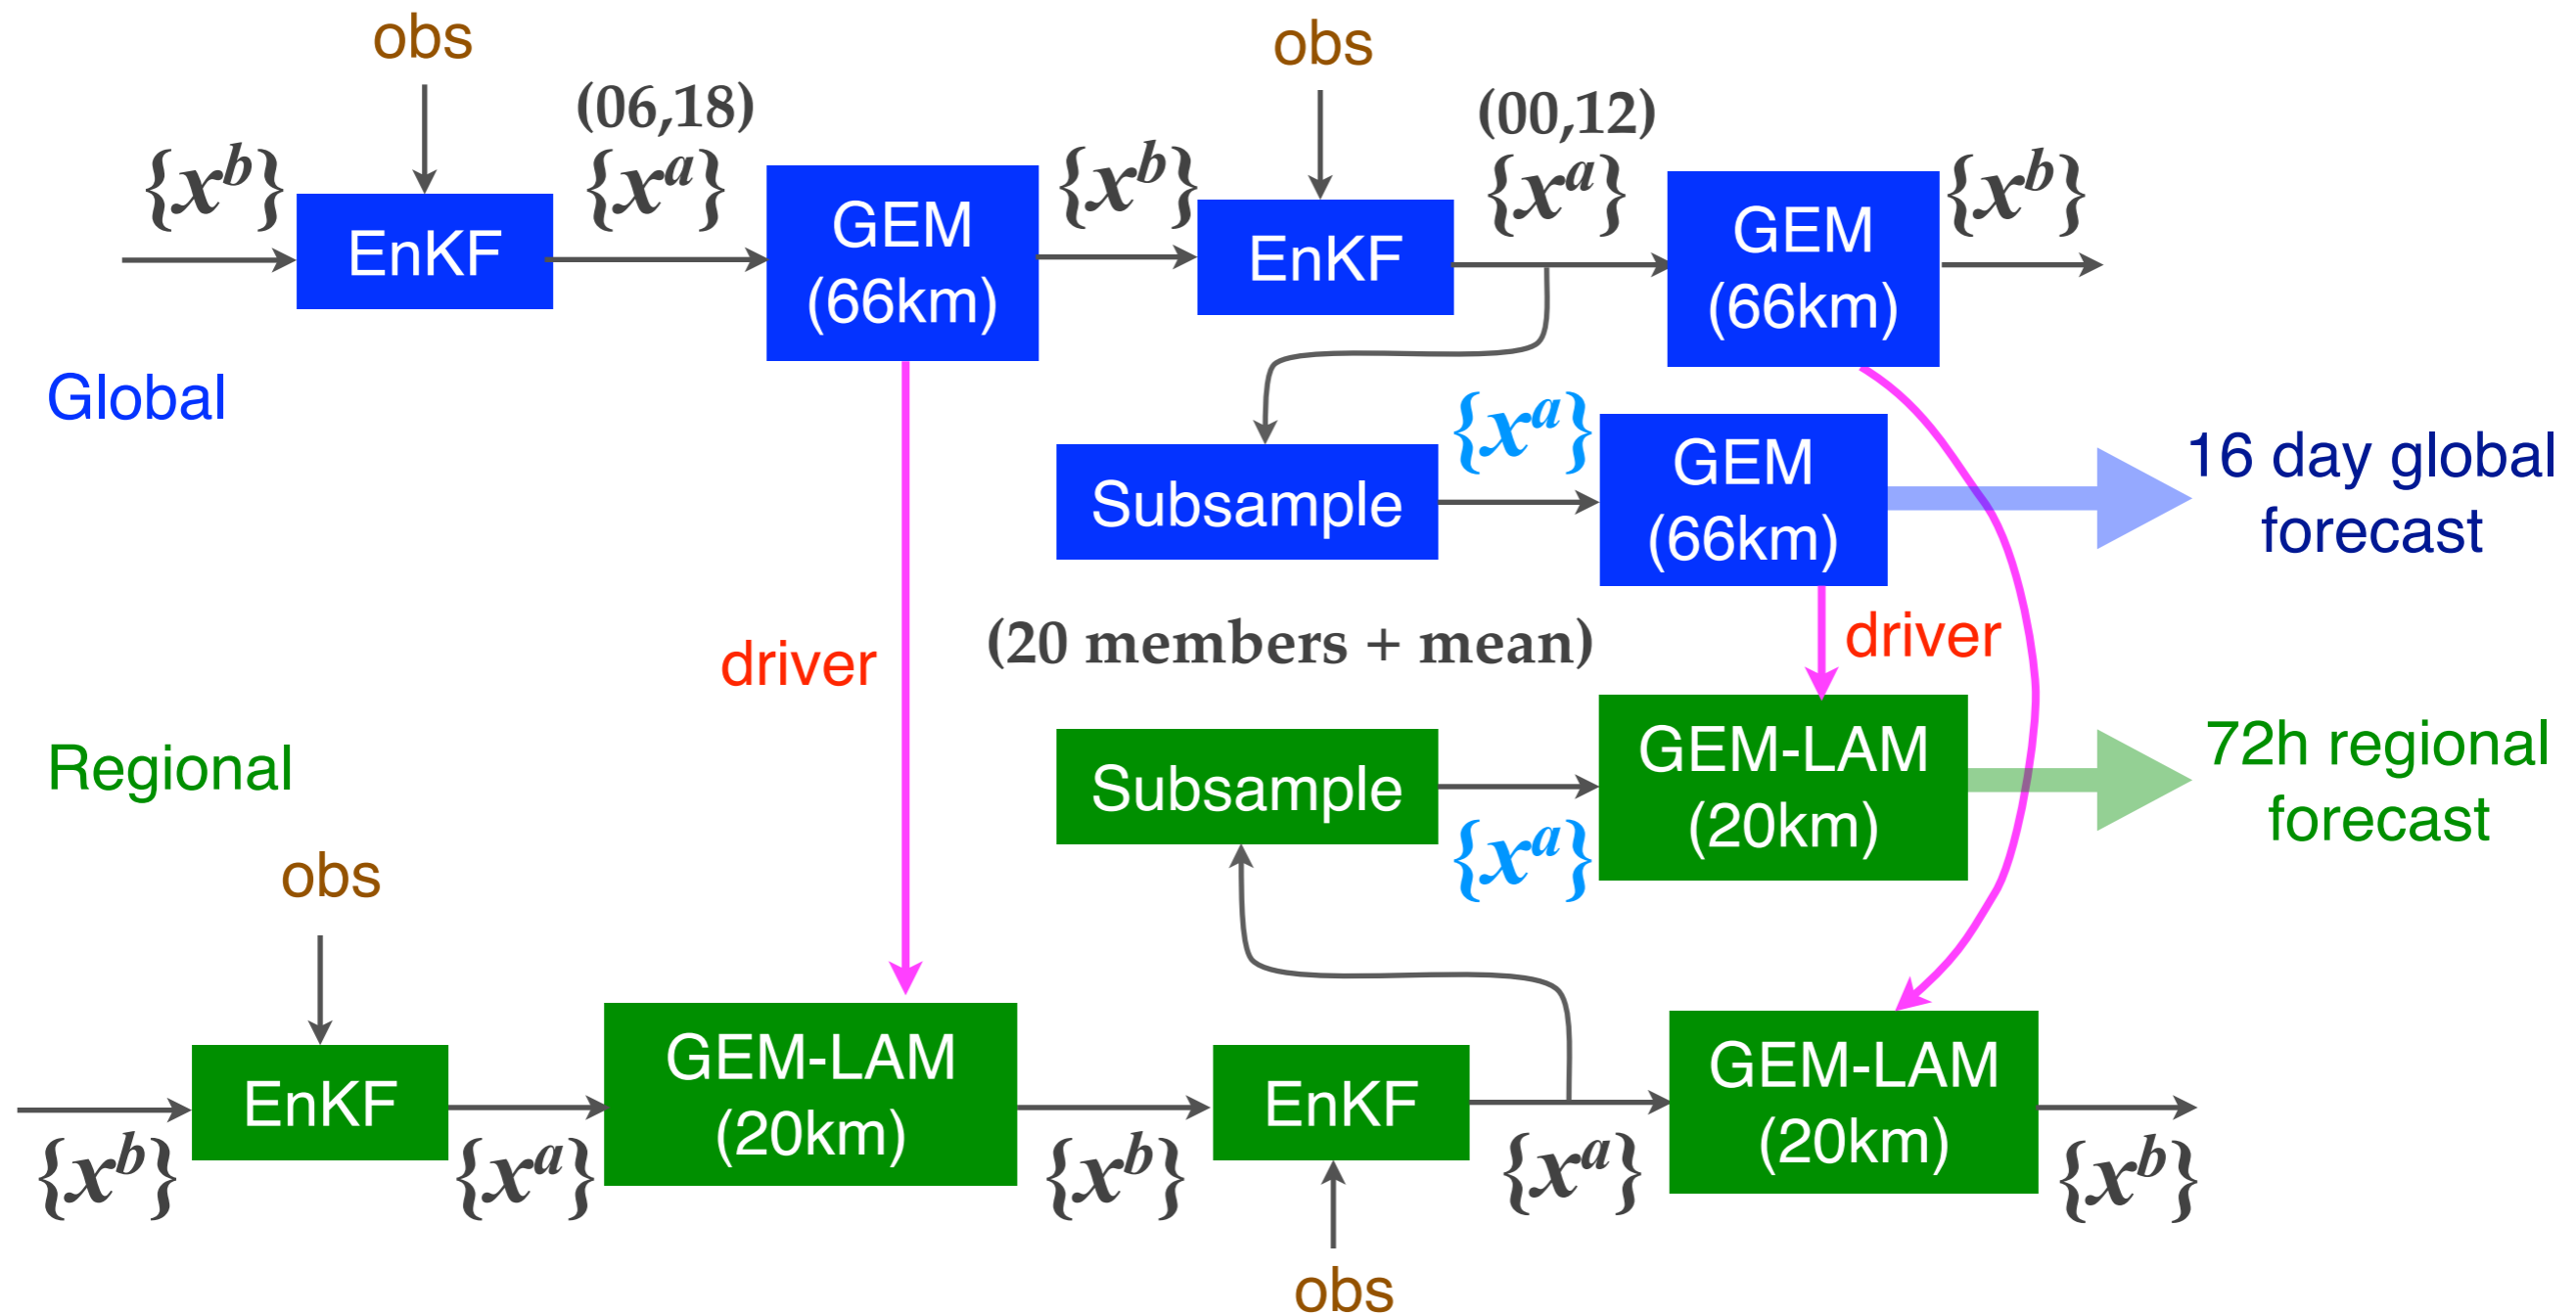 obs
obs
(06,18)
(00,12)
{x^b}
{x^a}
{x^b}
{x^a}
{x^b}
EnKF
GEM
(66km)
EnKF
GEM
(66km)
Global
{x^a}
Subsample
GEM
(66km)
16 day global
forecast
(20 members + mean)
driver
driver
Regional
Subsample
{x^a}
GEM-LAM
(20km)
72h regional
forecast
obs
EnKF
GEM-LAM
(20km)
EnKF
GEM-LAM
(20km)
{x^b}
{x^a}
{x^b}
{x^a}
{x^b}
obs